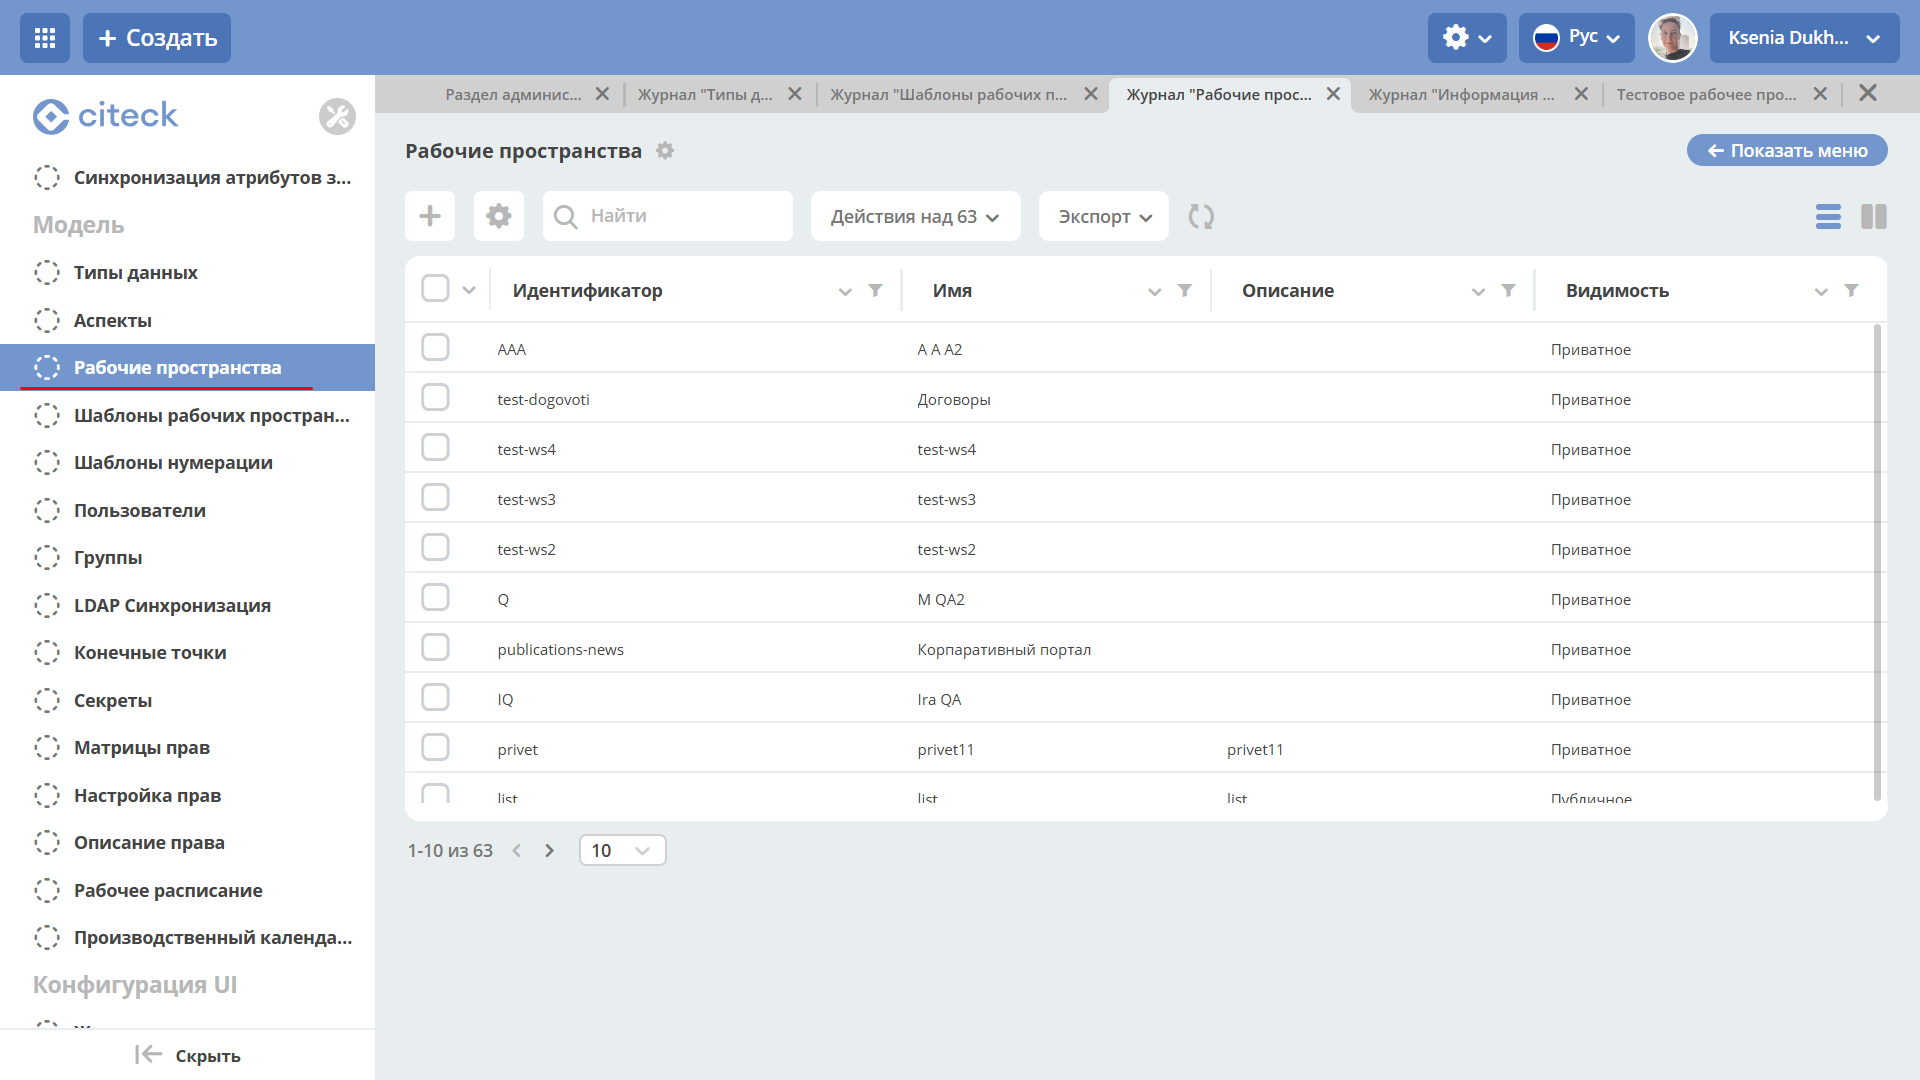 Создать
Рус
Ksenia Dukh...
citeck
Раздел админис...
Журнал "Типы д...
Журнал "Шаблоны рабочих п...
Журнал "Рабочие прос...
Журнал "Информация ...
Тестовое рабочее про...
Синхронизация атрибутов з...
Модель
Типы данных
Аспекты
Рабочие пространства
Шаблоны рабочих простран...
Шаблоны нумерации
Пользователи
Группы
LDAP Синхронизация
Конечные точки
Секреты
Матрицы прав
Настройка прав
Описание права
Рабочее расписание
Производственный календа...
Конфигурация UI
Скрыть
Рабочие пространства
Показать меню
Найти
Действия над 63
Экспорт
Идентификатор Имя Описание Видимость
AAA A A A2 Приватное
test-dogovoti Договоры Приватное
test-ws4 test-ws4 Приватное
test-ws3 test-ws3 Приватное
test-ws2 test-ws2 Приватное
Q M QA2 Приватное
publications-news Корпаративный портал Приватное
IQ Ira QA Приватное
privet privet11 privet11 Приватное
list list list Публичное
1-10 из 63
10